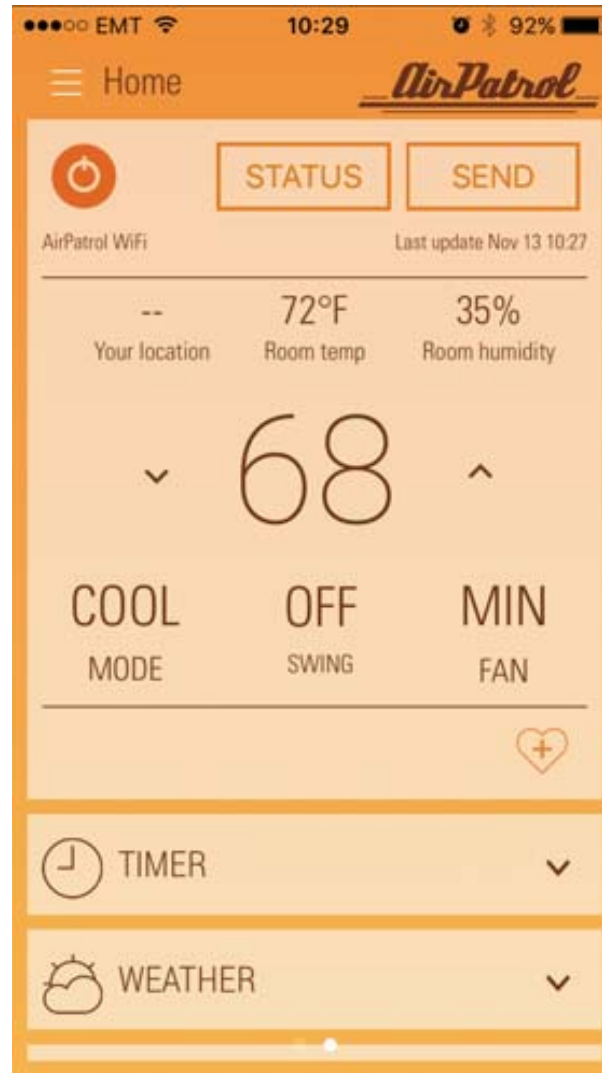 EMT 10:29 92%
Home AirPatrol
STATUS SEND
AirPatrol WiFi Last update Nov 13 10:27
-- 72°F 35%
Your location Room temp Room humidity
68
COOL OFF MIN
MODE SWING FAN
TIMER
WEATHER